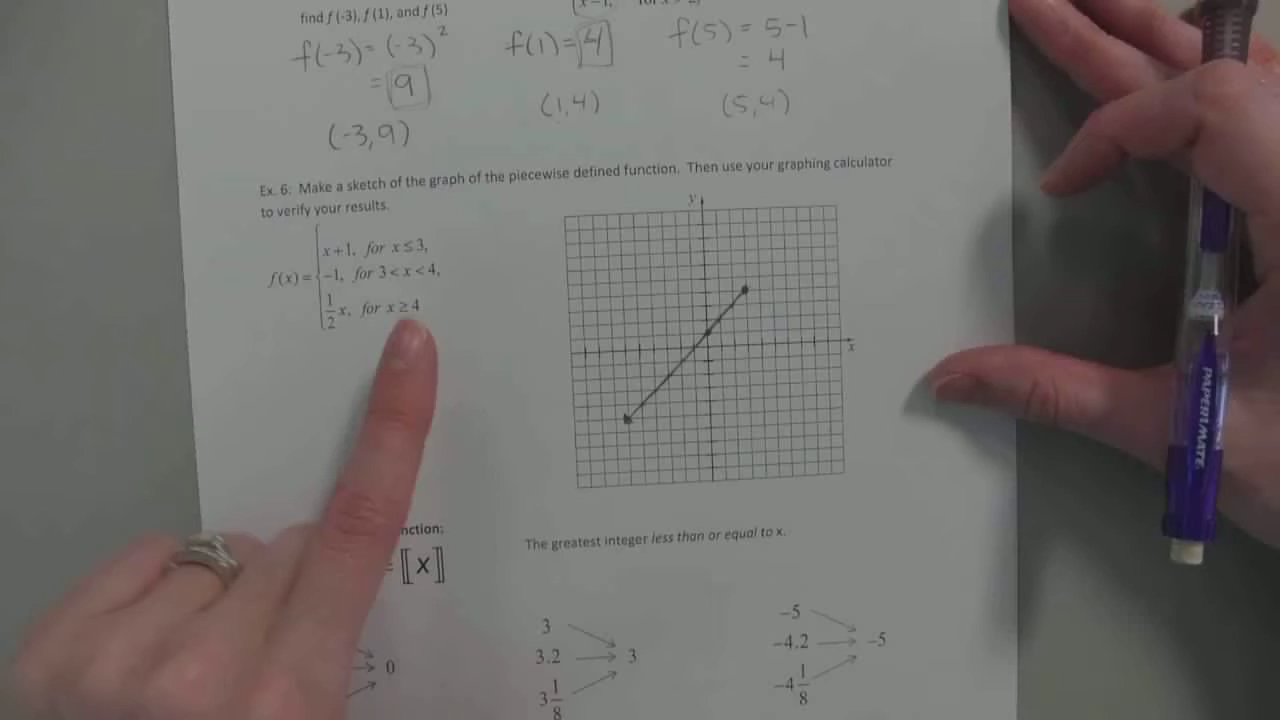 find f (-3), f (1), and f (5)
f(-3) = (-3)²
= 9
(-3,9)
f(1) = 4
(1,4)
f(5) = 5-1
= 4
(5,4)
Ex. 6: Make a sketch of the graph of the piecewise defined function. Then use your graphing calculator
to verify your results.
x+1, for x ≤ 3,
f(x) = { -1, for 3 < x < 4,
1/2 x, for x ≥ 4
y
x
nction:
= ⟦x⟧
The greatest integer less than or equal to x.
0
3
3.2 3
3 1/8
-5
-4.2 -5
-4 1/8
PAPERMATE